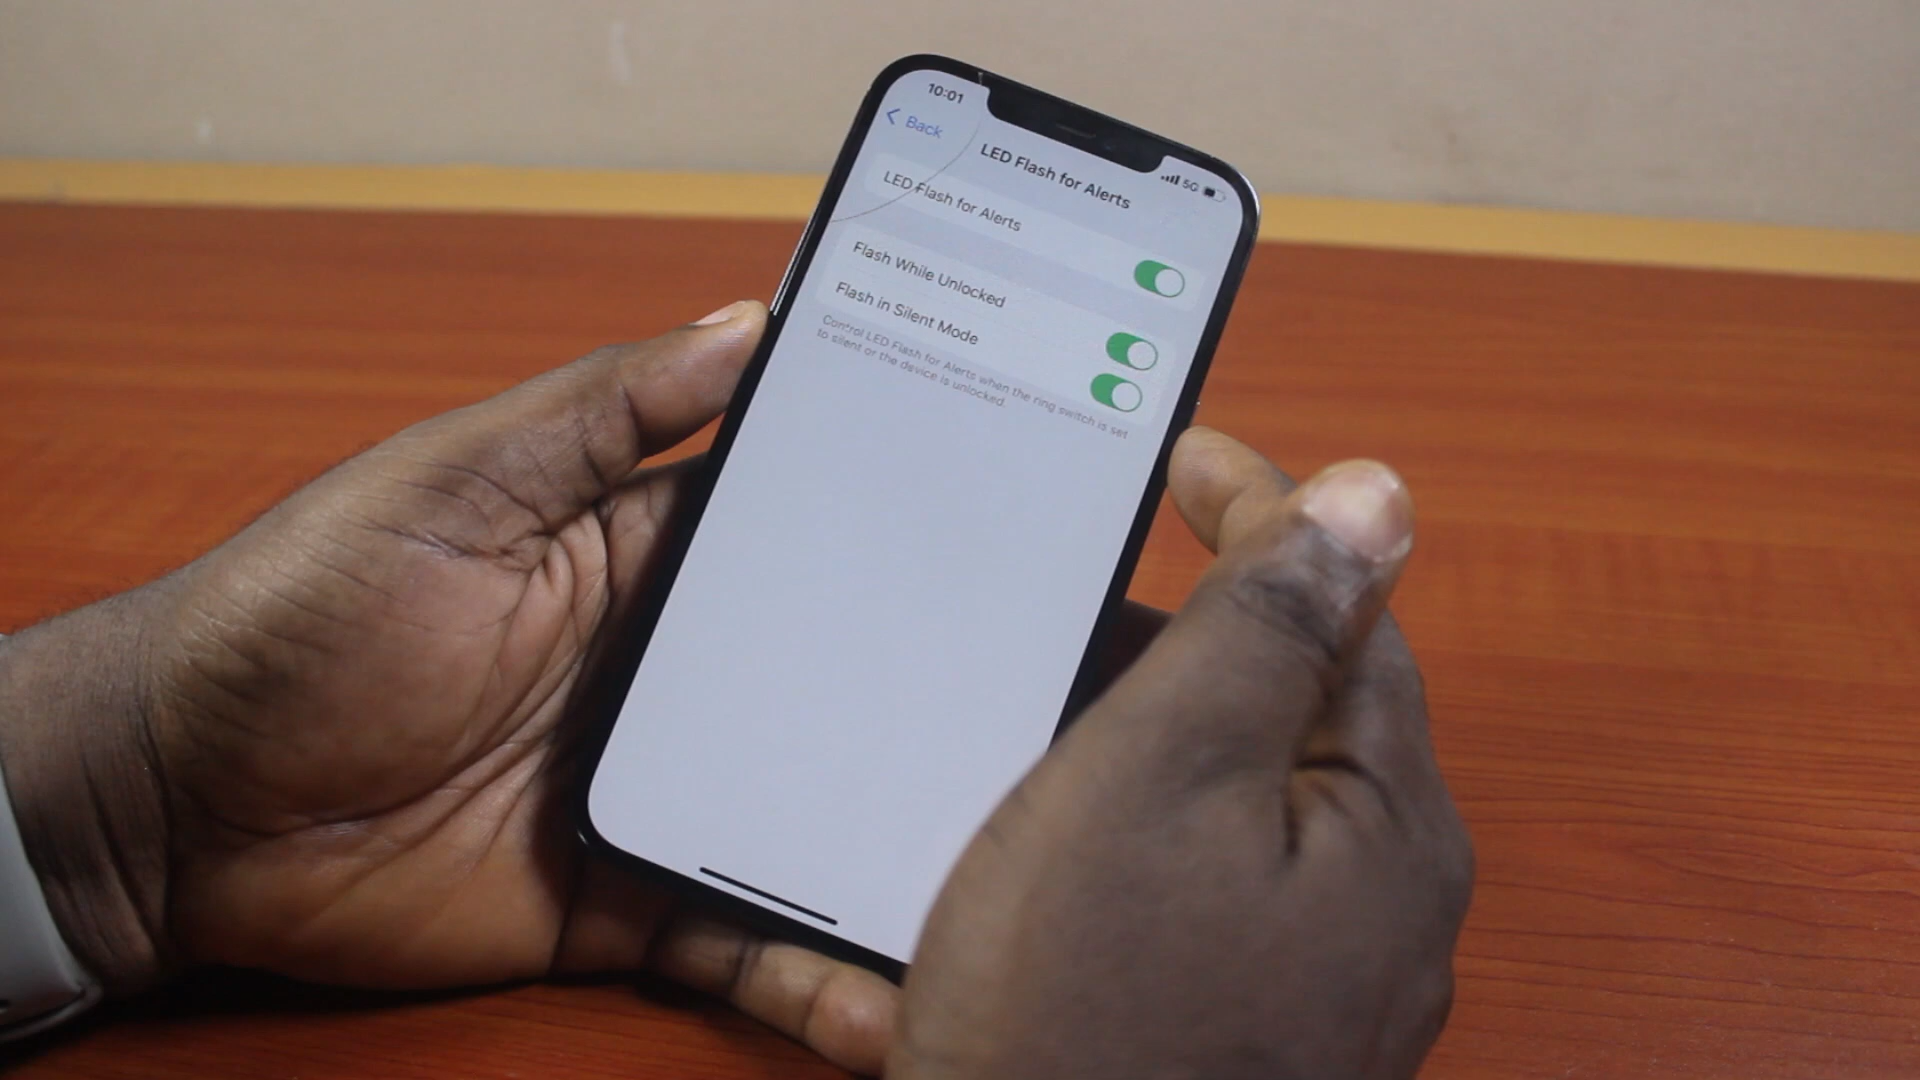 10:01
5G
Back
LED Flash for Alerts
LED Flash for Alerts
Flash While Unlocked
Flash in Silent Mode
Control LED Flash for Alerts when the ring switch is set
to silent or the device is unlocked.